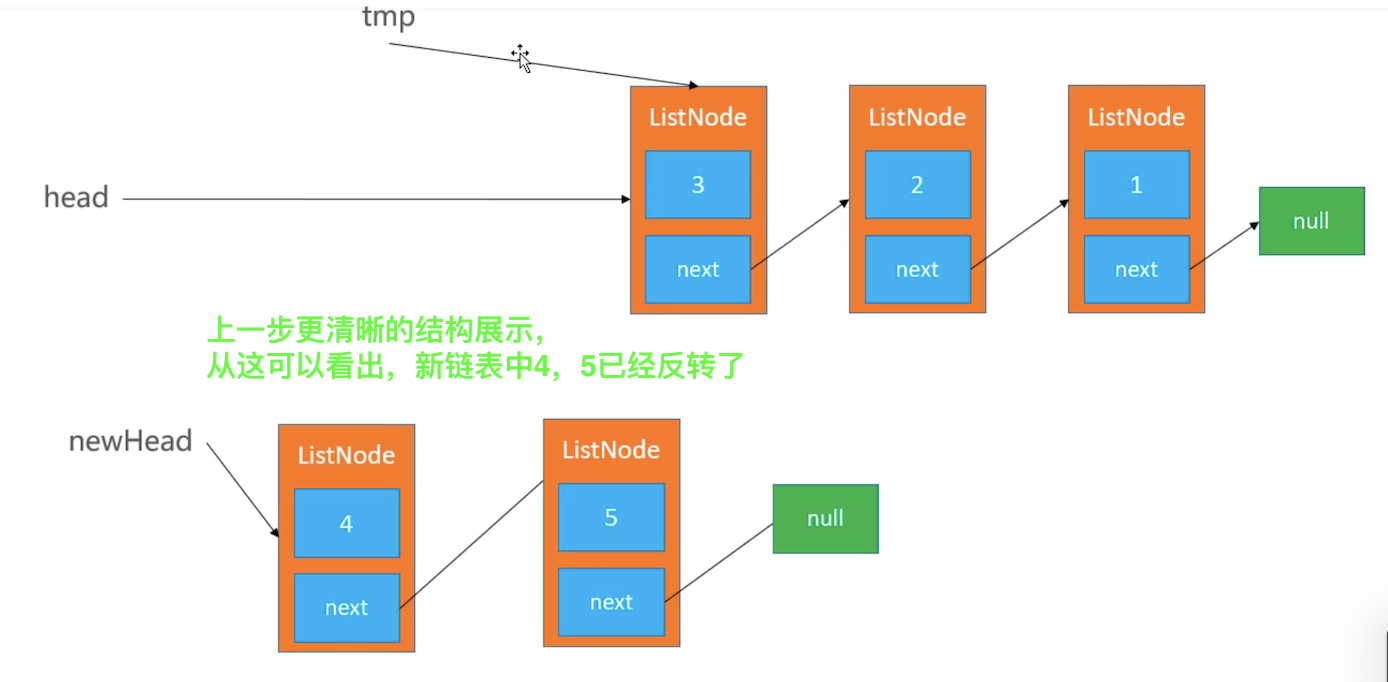 tmp
ListNode
ListNode
ListNode
3
2
1
head
null
next
next
next
上一步更清晰的结构展示，
从这可以看出，新链表中4，5已经反转了
newHead
ListNode
ListNode
4
5
null
next
next